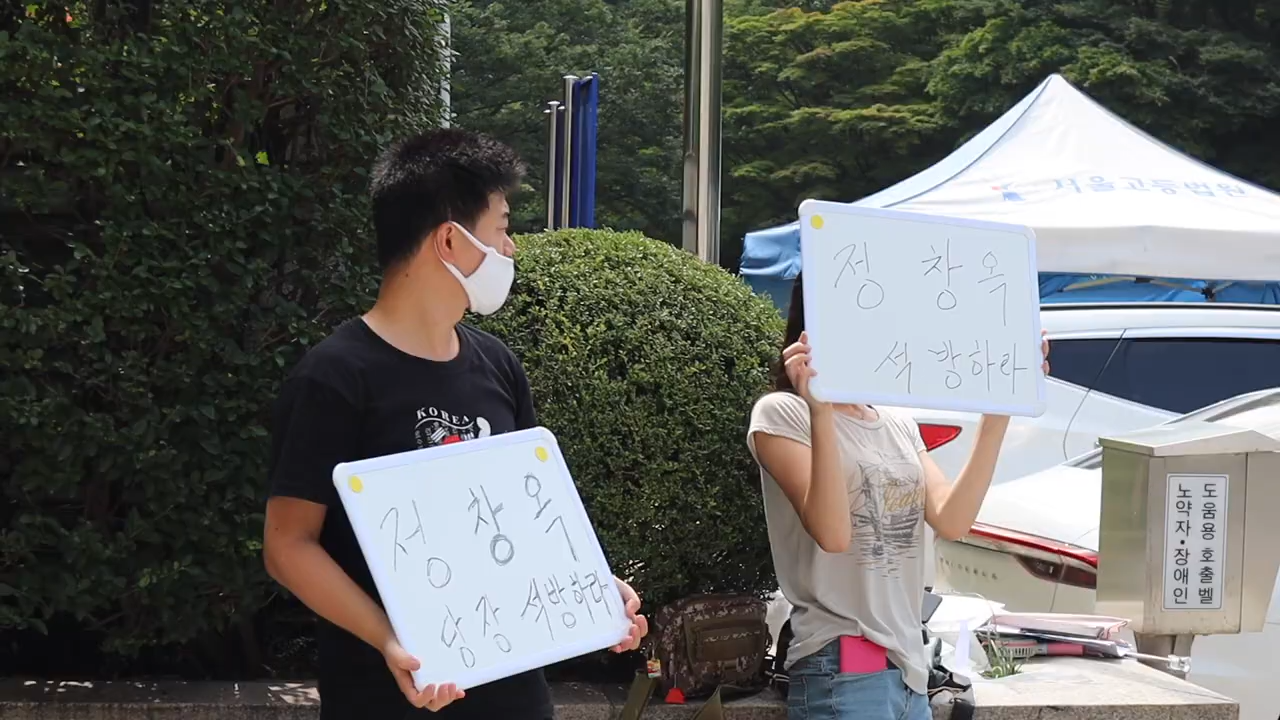 서울고등법원
정 창 옥
석방하라
KOREA
정 창 옥
당장 석방하라
도움용 호출벨
노약자·장애인